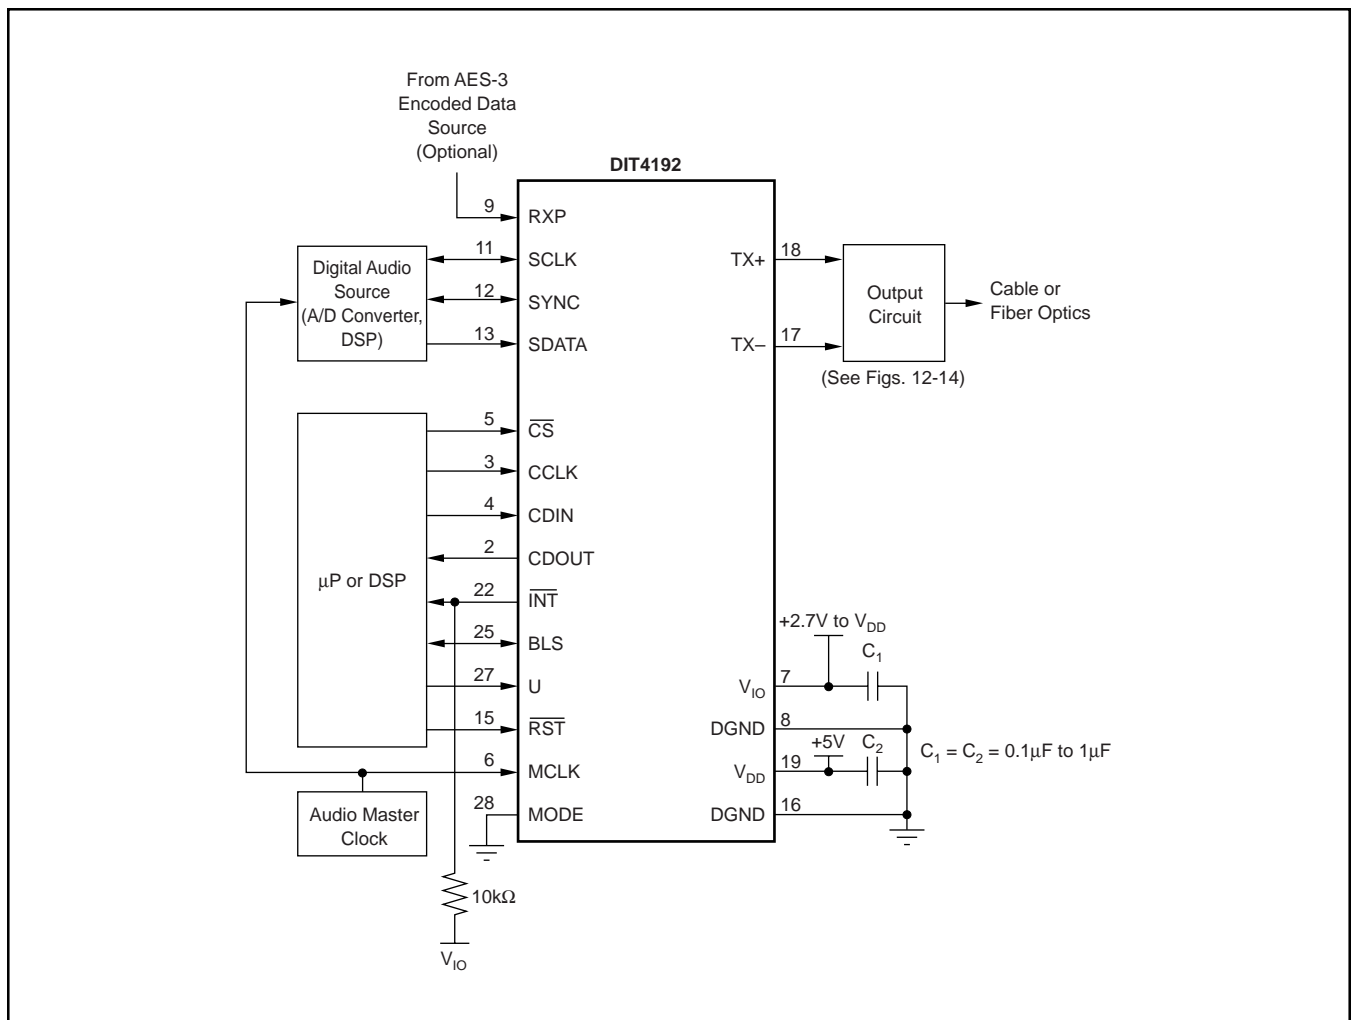 From AES-3
Encoded Data
Source
(Optional)
DIT4192
9
RXP
11
SCLK
12
SYNC
13
SDATA
Digital Audio
Source
(A/D Converter,
DSP)
TX+
18
TX–
17
Output
Circuit
Cable or
Fiber Optics
(See Figs. 12-14)
µP or DSP
5
CS
3
CCLK
4
CDIN
2
CDOUT
22
INT
25
BLS
27
U
15
RST
6
MCLK
28
MODE
Audio Master
Clock
10kΩ
VIO
+2.7V to VDD
C1
VIO
7
DGND
8
+5V
C2
VDD
19
DGND
16
C1 = C2 = 0.1µF to 1µF